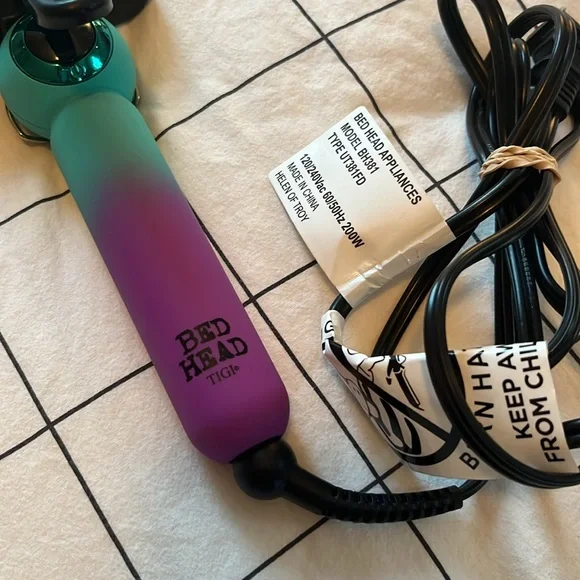 BED HEAD APPLIANCES
MODEL BH381
TYPE UT381FD
120/240Vac 60/50Hz 200W
MADE IN CHINA
HELEN OF TROY
BED
HEAD
TIGI®
KEEP
FROM